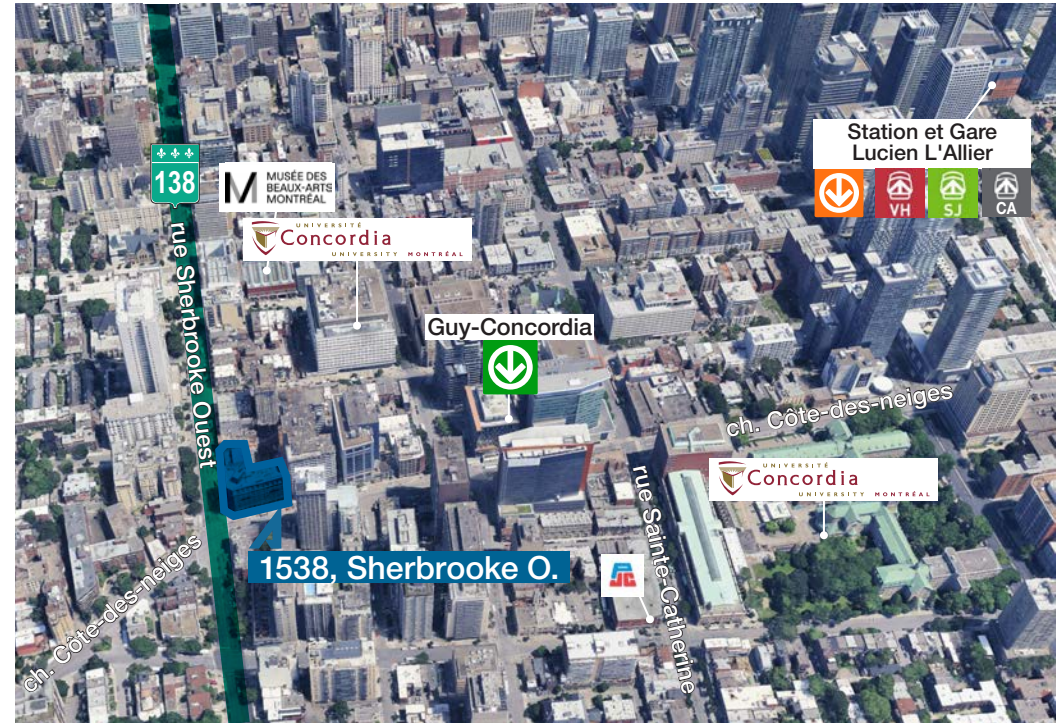 138
MUSÉE DES
BEAUX-ARTS
MONTRÉAL
UNIVERSITÉ
Concordia
UNIVERSITY MONTRÉAL
Station et Gare
Lucien L'Allier
VH
SJ
CA
rue Sherbrooke Ouest
Guy-Concordia
ch. Côte-des-neiges
UNIVERSITÉ
Concordia
UNIVERSITY MONTRÉAL
rue Sainte-Catherine
1538, Sherbrooke O.
PJC
ch. Côte-des-neiges